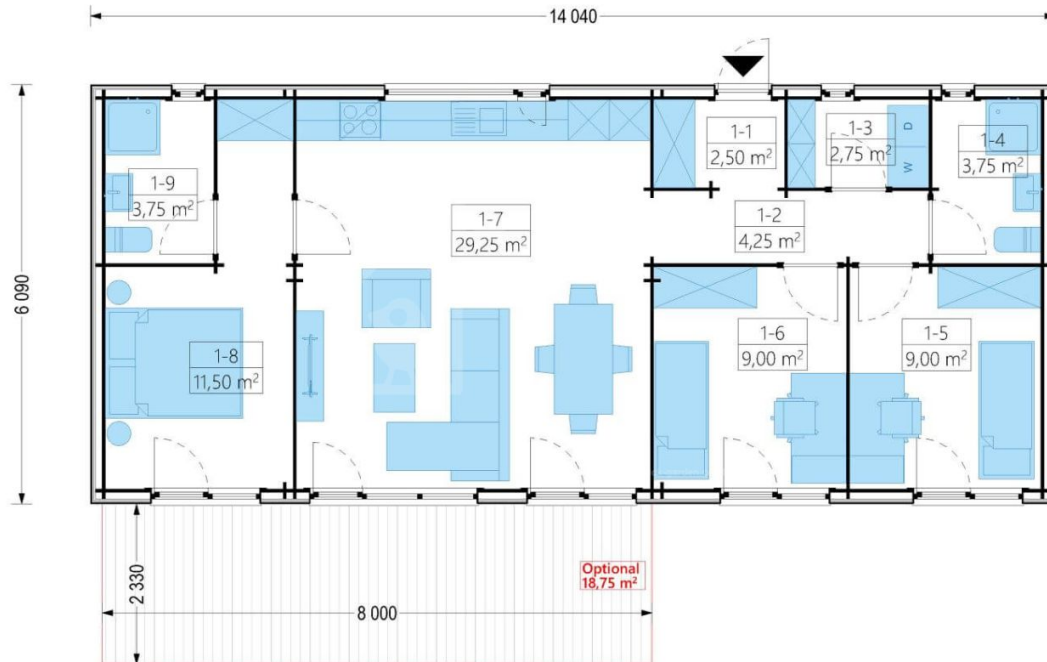 14 040
1-1
2,50 m²
1-3
2,75 m²
D
W
1-4
3,75 m²
1-9
3,75 m²
1-7
29,25 m²
1-2
4,25 m²
6 090
1-8
11,50 m²
1-6
9,00 m²
1-5
9,00 m²
Optional
18,75 m²
2 330
8 000